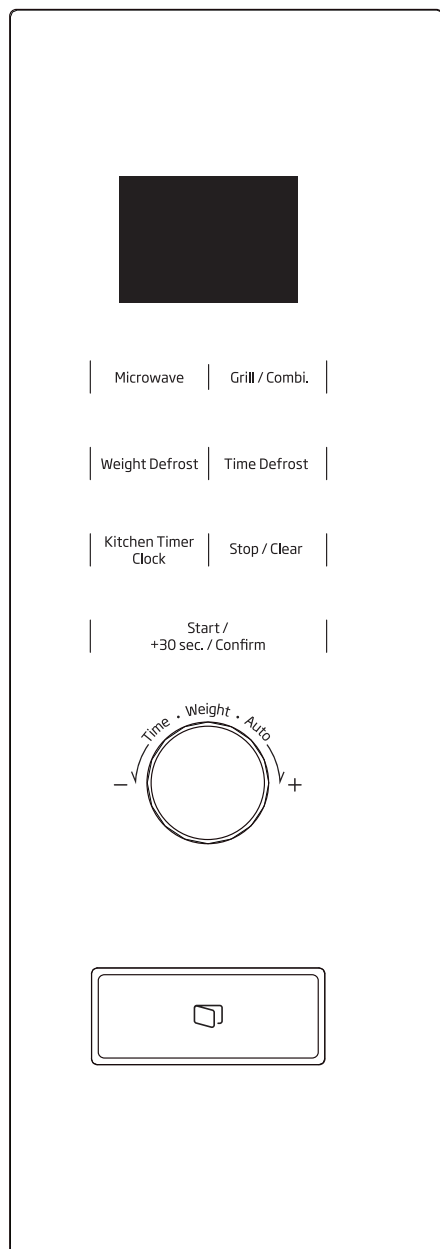 Microwave
Grill / Combi.
Weight Defrost
Time Defrost
Kitchen Timer
Clock
Stop / Clear
Start /
+30 sec. / Confirm
Time · Weight · Auto
− +